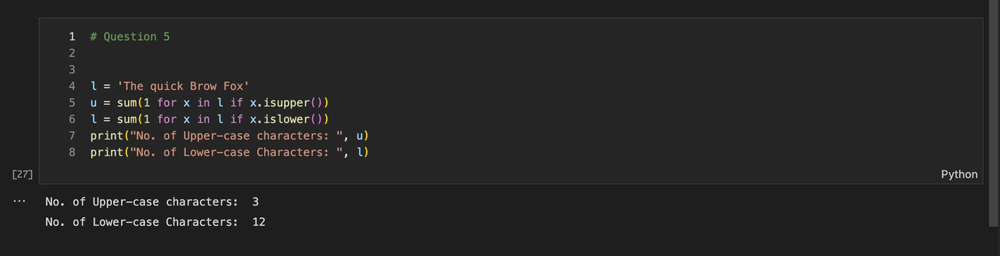 1 # Question 5
2
3
4 l = 'The quick Brow Fox'
5 u = sum(1 for x in l if x.isupper())
6 l = sum(1 for x in l if x.islower())
7 print("No. of Upper-case characters: ", u)
8 print("No. of Lower-case Characters: ", l)
[27]
Python
... No. of Upper-case characters:  3
No. of Lower-case Characters:  12